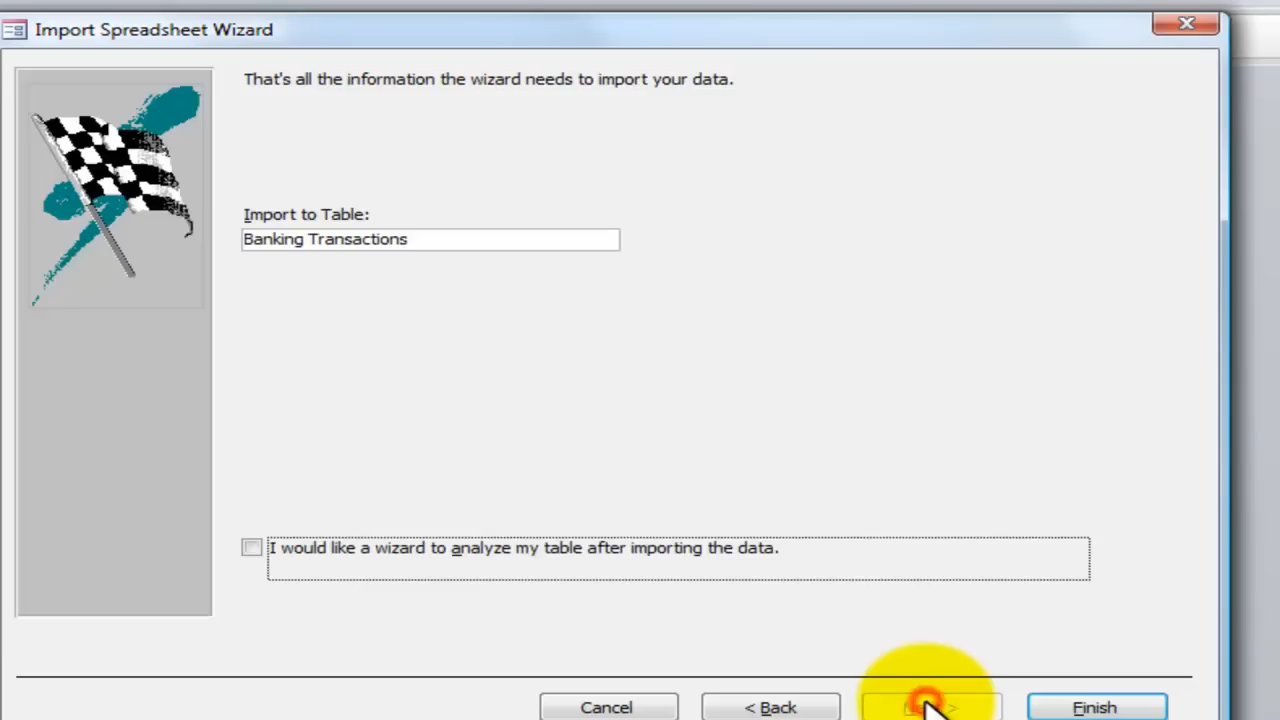 Import Spreadsheet Wizard
That's all the information the wizard needs to import your data.
Import to Table:
Banking Transactions
I would like a wizard to analyze my table after importing the data.
Cancel
< Back
>
Finish